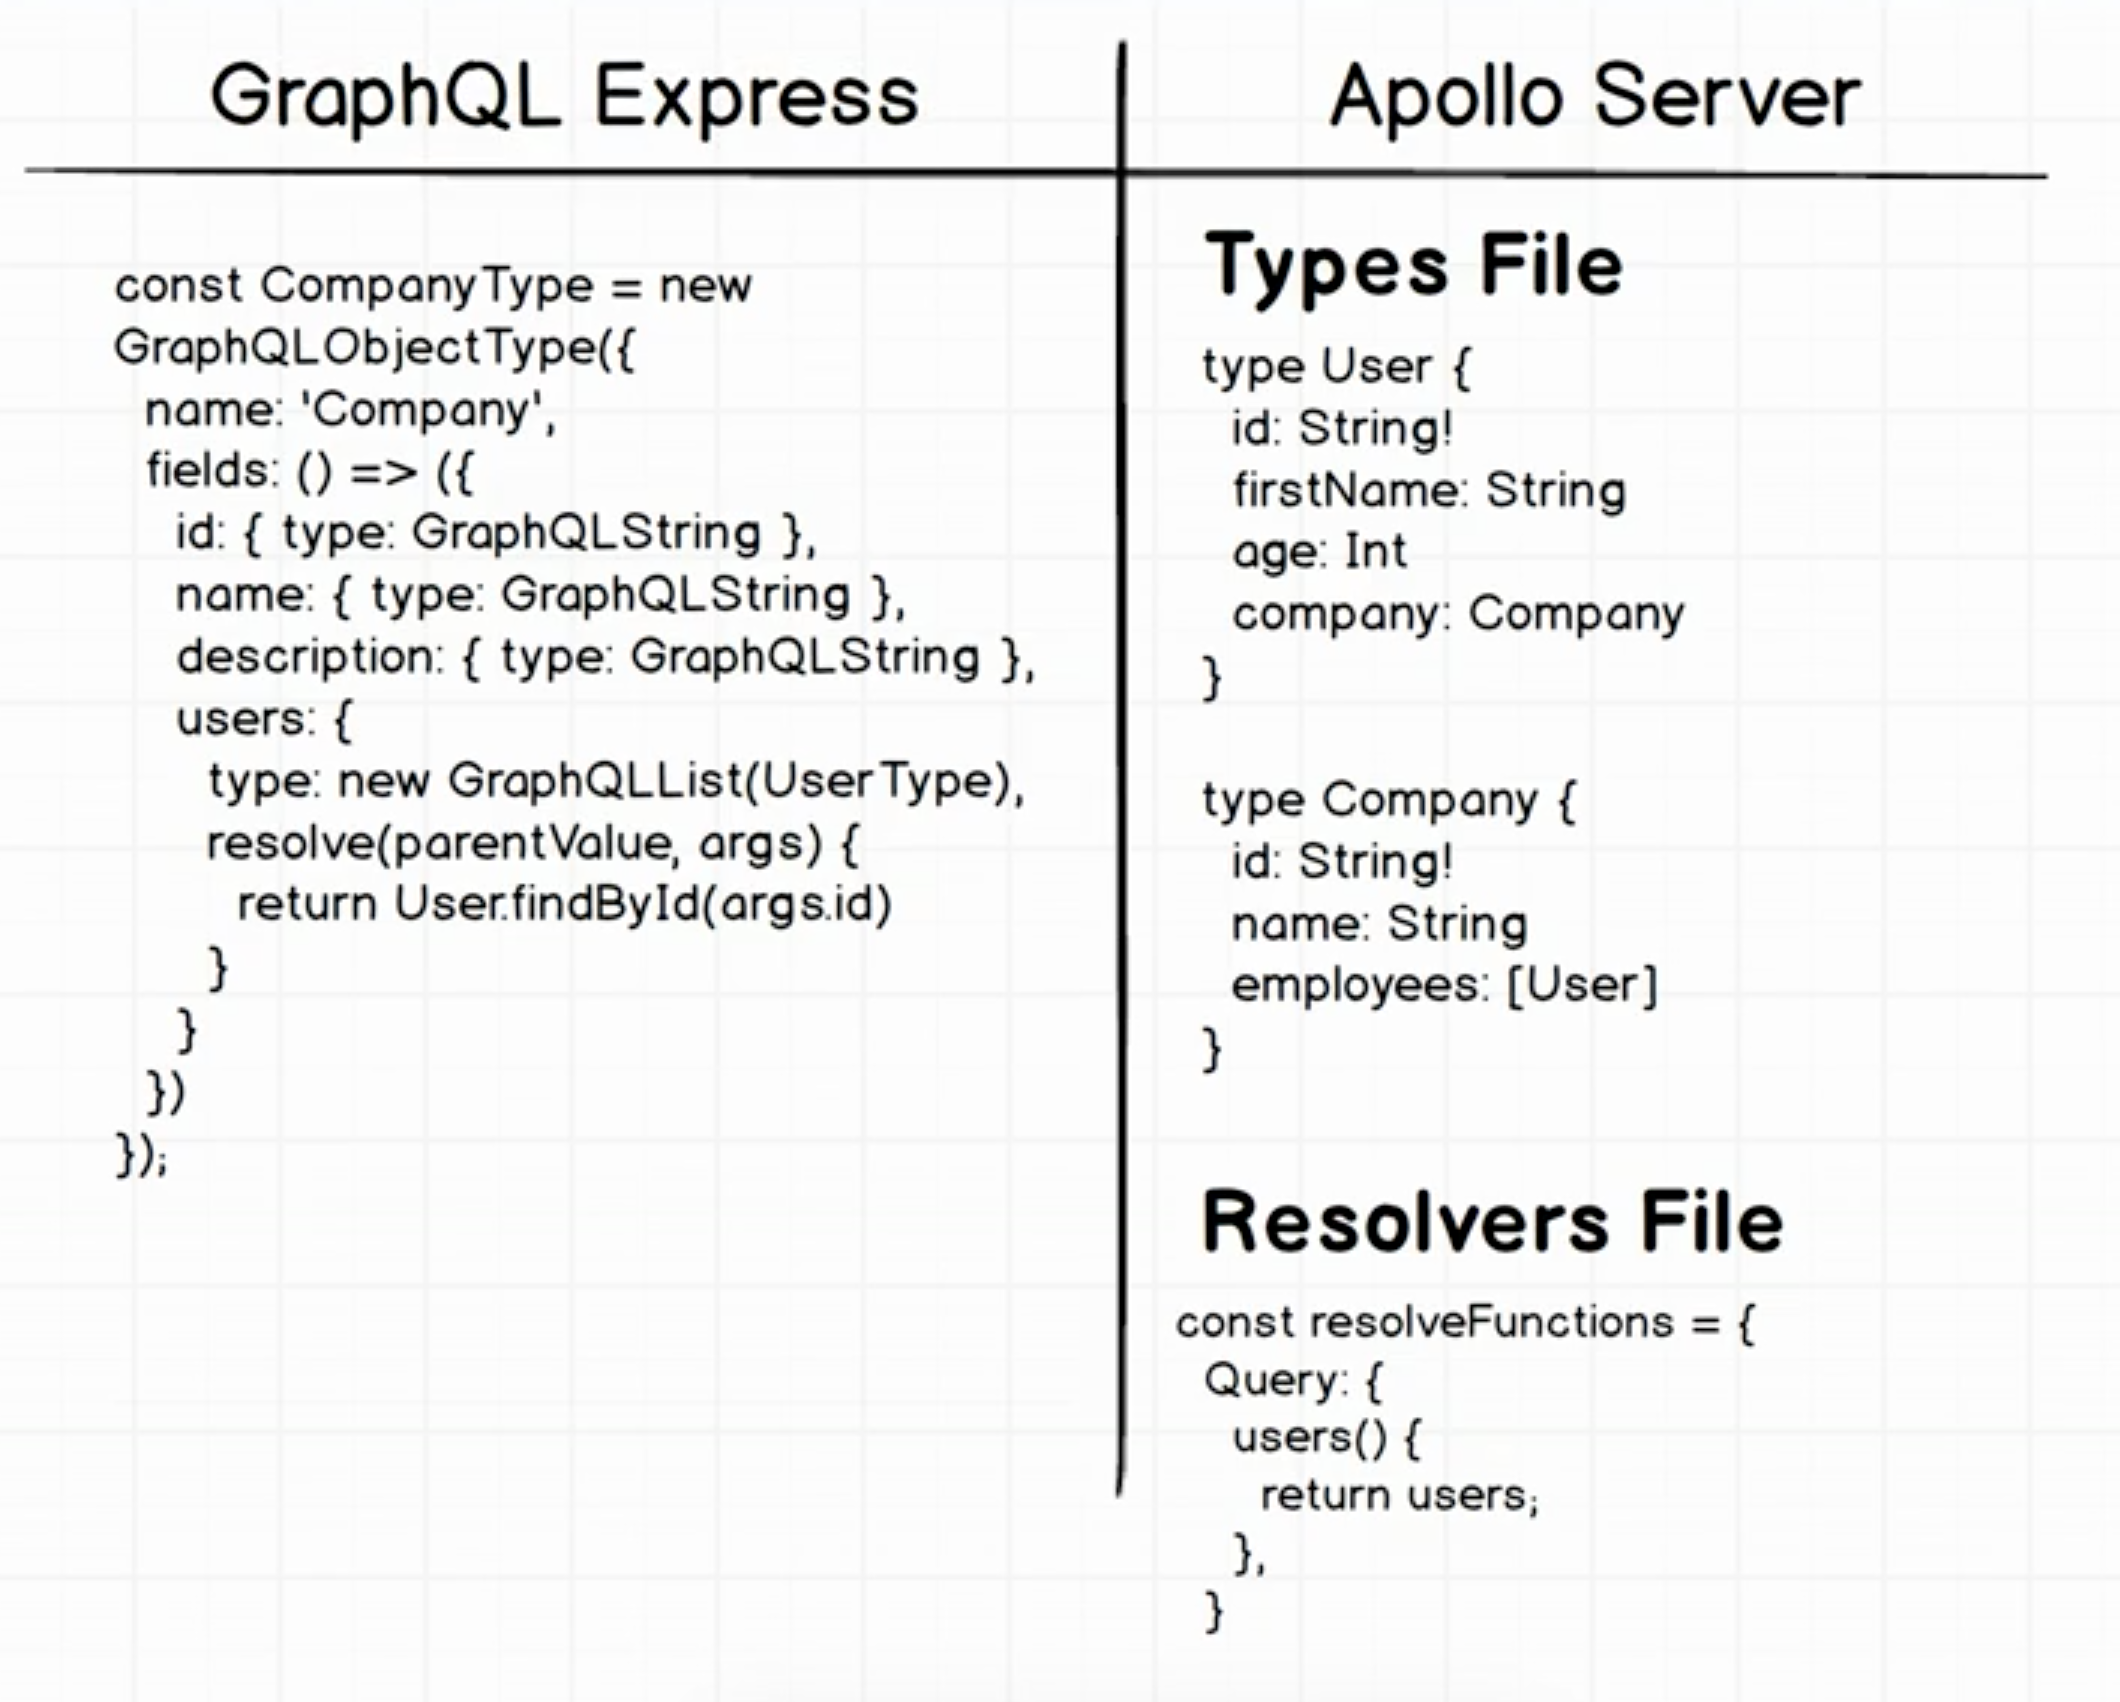 GraphQL Express
const CompanyType = new
GraphQLObjectType({
name: 'Company',
fields: () => ({
id: { type: GraphQLString },
name: { type: GraphQLString },
description: { type: GraphQLString },
users: {
type: new GraphQLList(UserType),
resolve(parentValue, args) {
return User.findById(args.id)
}
}
})
});
Apollo Server
Types File
type User {
id: String!
firstName: String
age: Int
company: Company
}
type Company {
id: String!
name: String
employees: [User]
}
Resolvers File
const resolveFunctions = {
Query: {
users() {
return users;
},
}